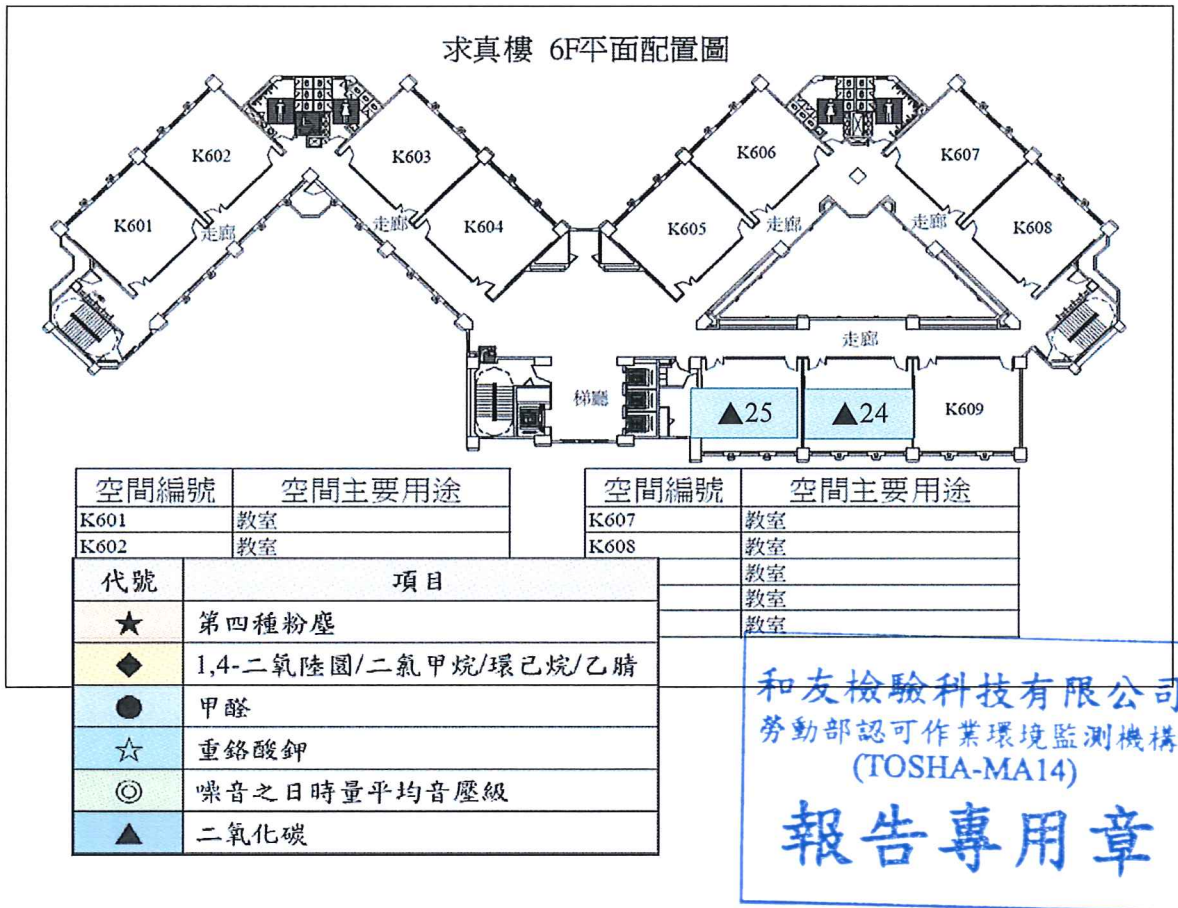 求真樓 6F平面配置圖
K602
K603
K606
K607
K601
走廊
走廊
K604
K605
走廊
走廊
K608
走廊
梯廳
▲25
▲24
K609
空間編號 空間主要用途
K601 教室
K602 教室
空間編號 空間主要用途
K607 教室
K608 教室
教室
教室
教室
代號 項目
★ 第四種粉塵
◆ 1,4-二氧陸圜/二氯甲烷/環己烷/乙腈
● 甲醛
☆ 重鉻酸鉀
◎ 噪音之日時量平均音壓級
▲ 二氧化碳
和友檢驗科技有限公司
勞動部認可作業環境監測機構
(TOSHA-MA14)
報告專用章